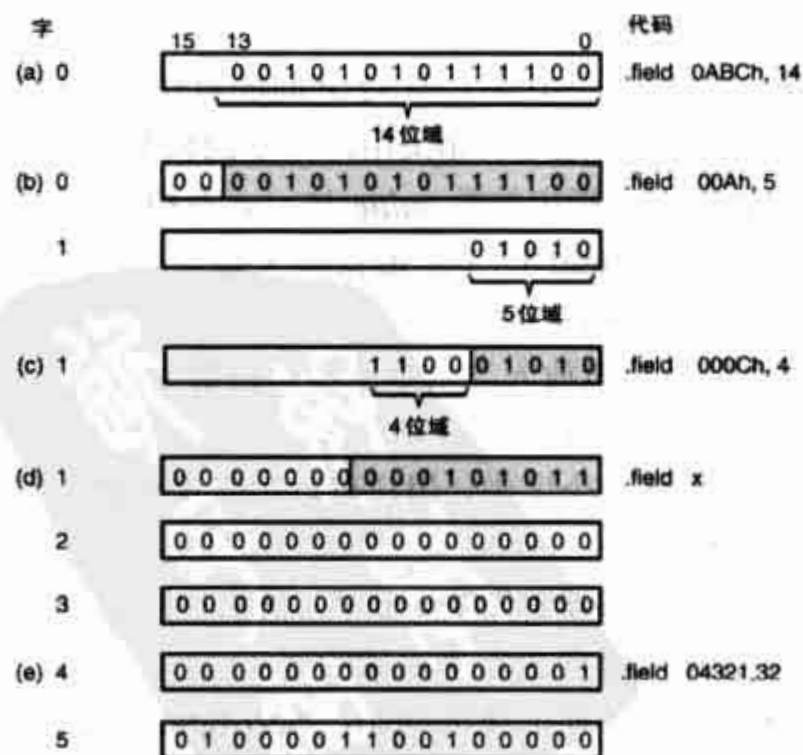 字 代码
15 13 0
(a) 0 0 0 1 0 1 0 1 0 1 1 1 1 0 0 .field 0ABCh, 14
14位域
(b) 0 0 0 0 0 1 0 1 0 1 0 1 1 1 1 0 0 .field 00Ah, 5
1 0 1 0 1 0
5位域
(c) 1 1 1 0 0 0 1 0 1 0 .field 000Ch, 4
4位域
(d) 1 0 0 0 0 0 0 0 0 0 0 1 0 1 0 1 1 .field x
2 0 0 0 0 0 0 0 0 0 0 0 0 0 0 0 0
3 0 0 0 0 0 0 0 0 0 0 0 0 0 0 0 0
(e) 4 0 0 0 0 0 0 0 0 0 0 0 0 0 0 0 1 .field 04321.32
5 0 1 0 0 0 0 1 1 0 0 1 0 0 0 0 0